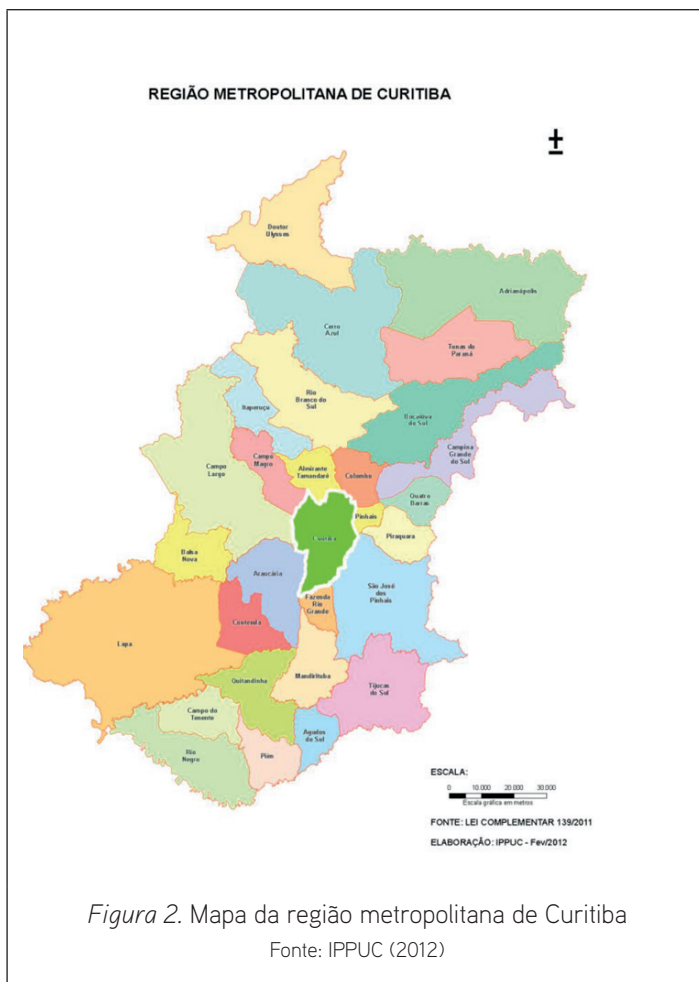 REGIÃO METROPOLITANA DE CURITIBA
±
Doutor
Ulysses
Adrianópolis
Cerro
Azul
Tunas do
Paraná
Rio
Branco do
Sul
Itaperuçu
Bocaiúva
do Sul
Campina
Grande
do Sul
Campo
Magro
Almirante
Tamandaré
Colombo
Campo
Largo
Quatro
Barras
Pinhais
Curitiba
Piraquara
Balsa
Nova
Araucária
São José
dos
Pinhais
Fazenda
Rio
Grande
Contenda
Lapa
Mandirituba
Quitandinha
Tijucas
do Sul
Campo do
Tenente
Agudos
do Sul
Rio
Negro
Piên
ESCALA:
0 10.000 20.000 30.000
Escala gráfica em metros
FONTE: LEI COMPLEMENTAR 139/2011
ELABORAÇÃO: IPPUC - Fev/2012
Figura 2. Mapa da região metropolitana de Curitiba
Fonte: IPPUC (2012)